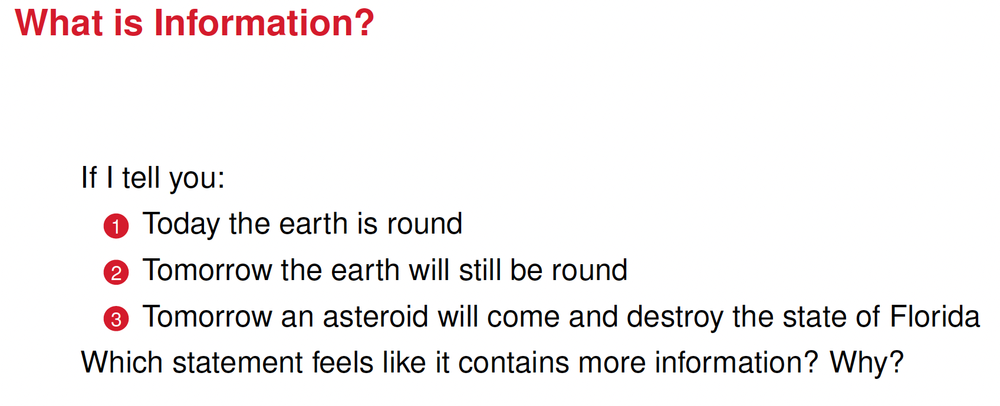 What is Information?
If I tell you:
1 Today the earth is round
2 Tomorrow the earth will still be round
3 Tomorrow an asteroid will come and destroy the state of Florida
Which statement feels like it contains more information? Why?